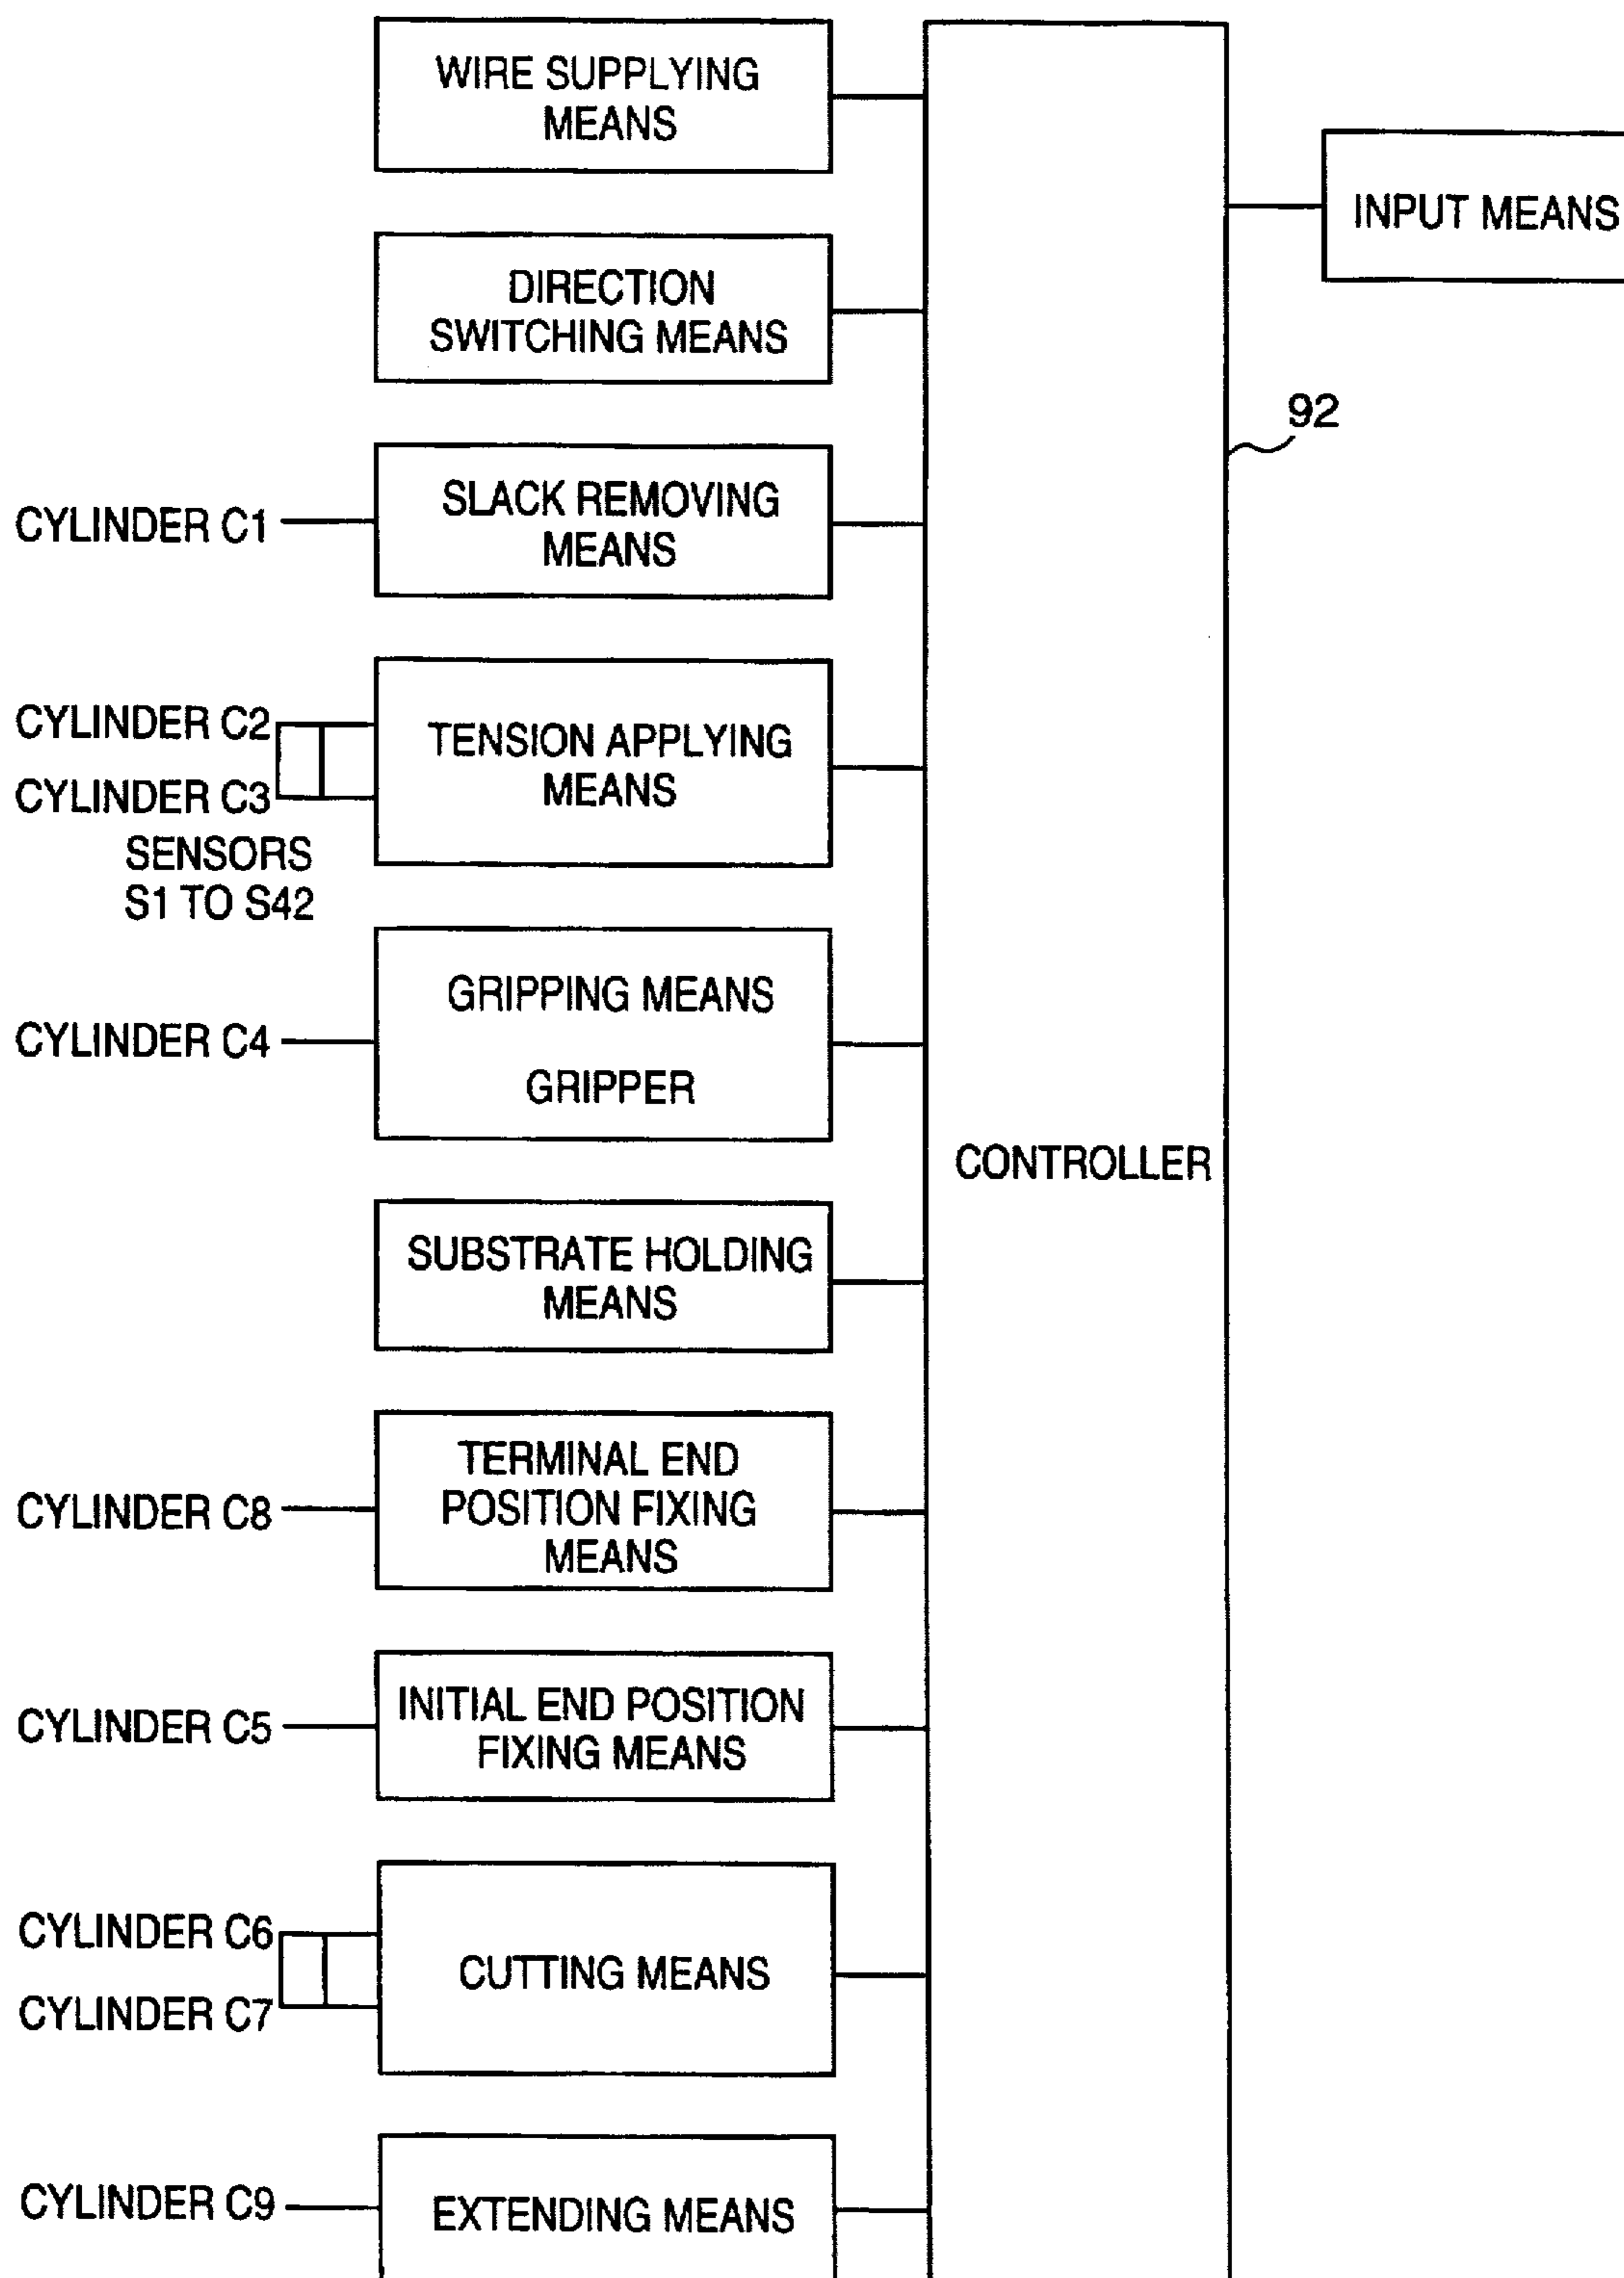 WIRE SUPPLYING
MEANS
INPUT MEANS
DIRECTION
SWITCHING MEANS
92
CYLINDER C1
SLACK REMOVING
MEANS
CYLINDER C2
CYLINDER C3
SENSORS
S1 TO S42
TENSION APPLYING
MEANS
CYLINDER C4
GRIPPING MEANS
GRIPPER
CONTROLLER
SUBSTRATE HOLDING
MEANS
CYLINDER C8
TERMINAL END
POSITION FIXING
MEANS
CYLINDER C5
INITIAL END POSITION
FIXING MEANS
CYLINDER C6
CYLINDER C7
CUTTING MEANS
CYLINDER C9
EXTENDING MEANS